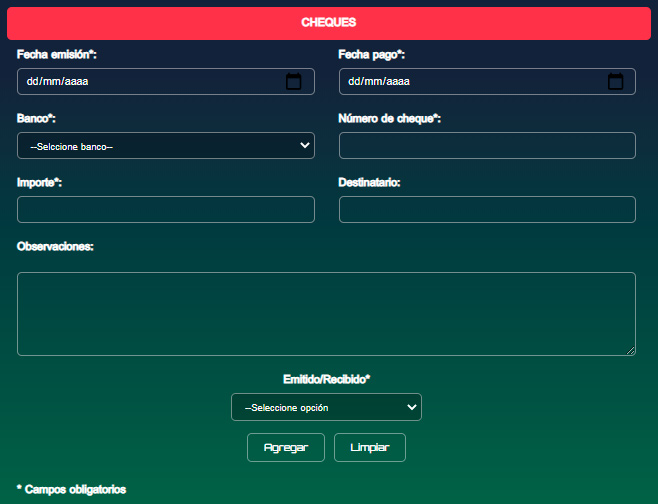 CHEQUES
Fecha emisión*: Fecha pago*:
dd/mm/aaaa dd/mm/aaaa
Banco*: Número de cheque*:
--Selccione banco--
Importe*: Destinatario:
Observaciones:
Emitido/Recibido*
--Seleccione opción
Agregar Limpiar
* Campos obligatorios